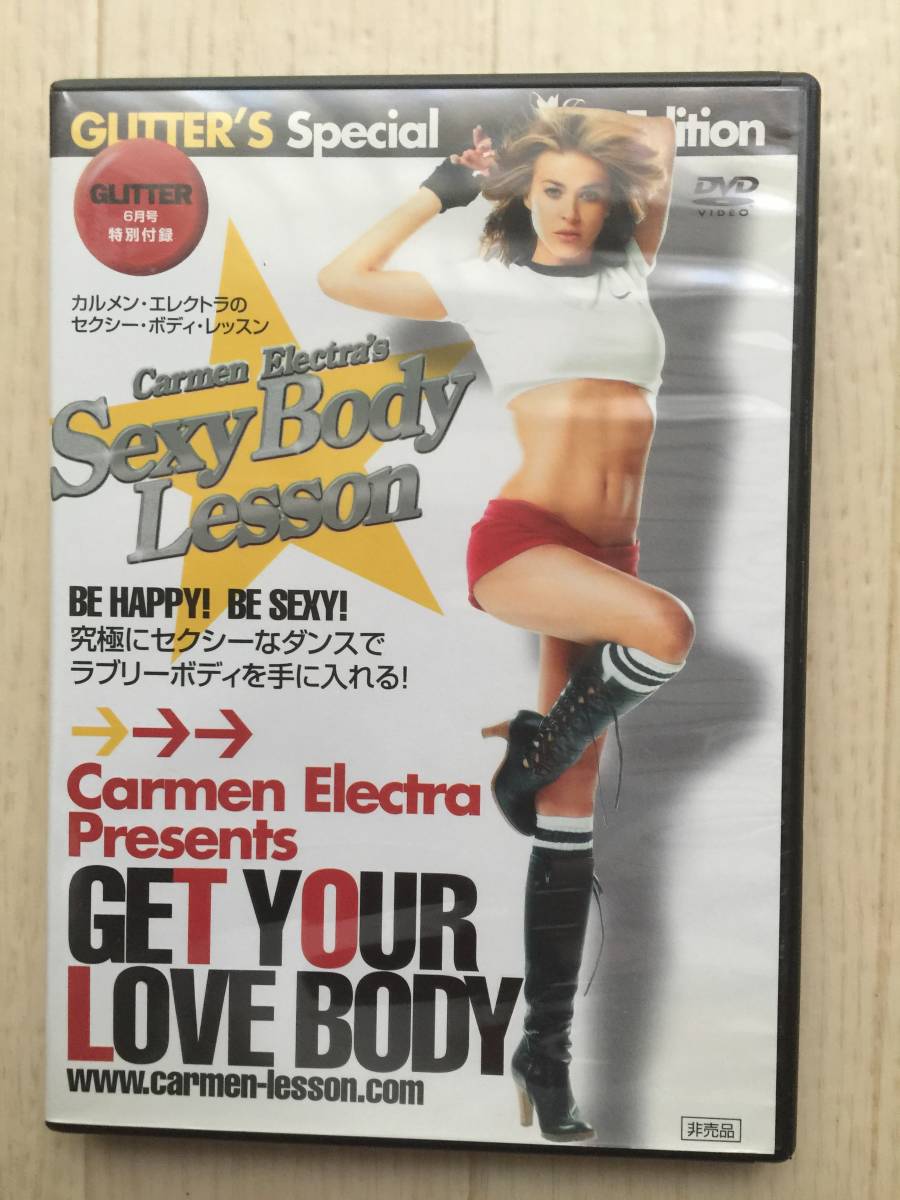 GLITTER'S Special Edition
GLITTER
6月号
特別付録
DVD
VIDEO
カルメン・エレクトラの
セクシー・ボディ・レッスン
Carmen Electra's
Sexy Body
Lesson
BE HAPPY! BE SEXY!
究極にセクシーなダンスで
ラブリーボディを手に入れる!
Carmen Electra
Presents
GET YOUR
LOVE BODY
www.carmen-lesson.com
非売品